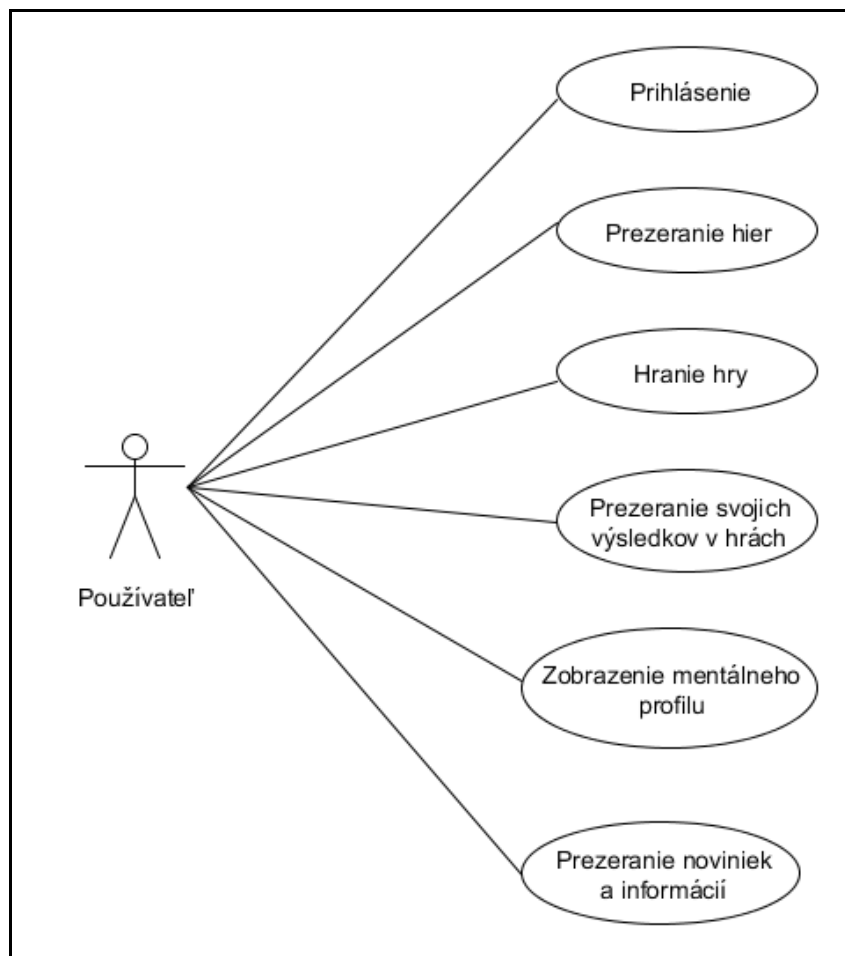 Prihlásenie
Prezeranie hier
Hranie hry
Prezeranie svojich
výsledkov v hrách
Používateľ
Zobrazenie mentálneho
profilu
Prezeranie noviniek
a informácií